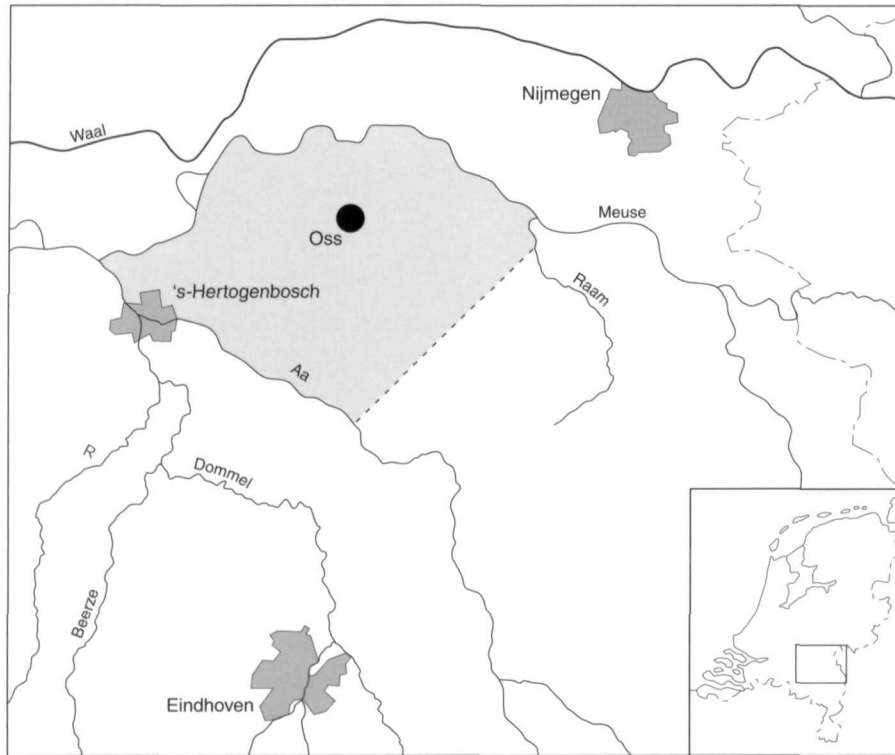 Nijmegen
Waal
Meuse
Oss
Raam
's-Hertogenbosch
Aa
R
Dommel
Beerze
Eindhoven